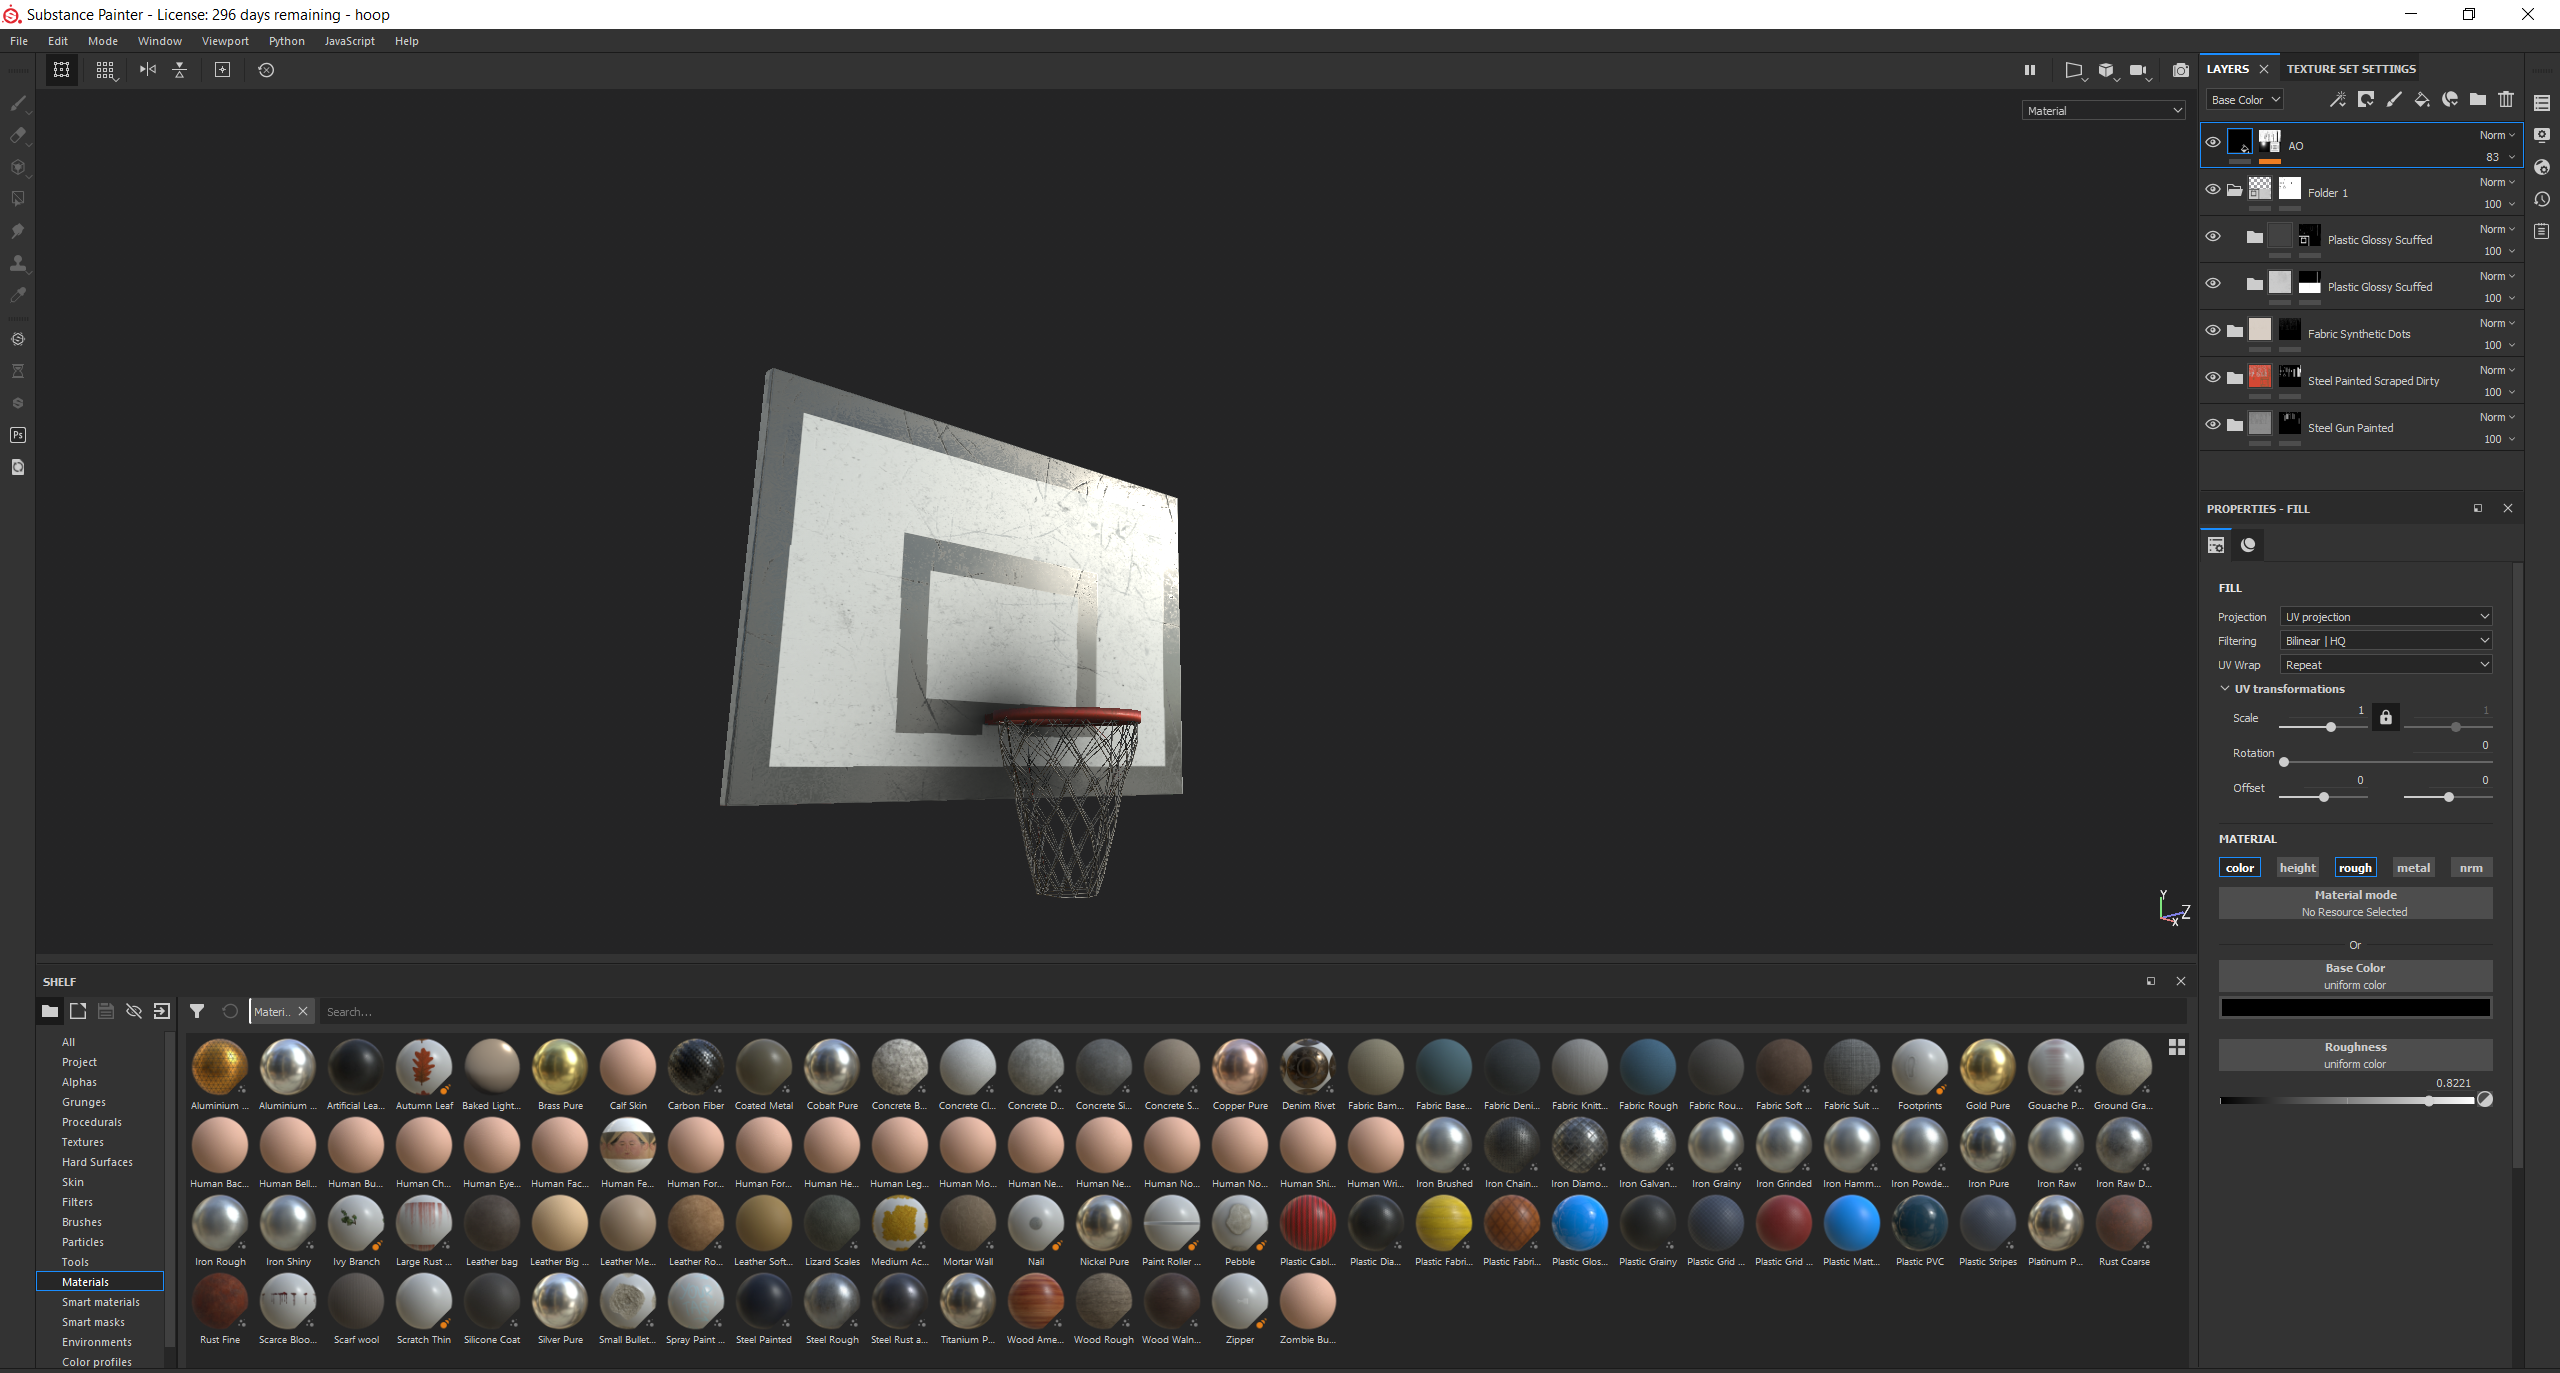 Substance Painter - License: 296 days remaining - hoop
File Edit Mode Window Viewport Python JavaScript Help
Material
LAYERS TEXTURE SET SETTINGS
Base Color
AO Norm 83
Folder 1 Norm 100
Plastic Glossy Scuffed Norm 100
Plastic Glossy Scuffed Norm 100
Fabric Synthetic Dots Norm 100
Steel Painted Scraped Dirty Norm 100
Steel Gun Painted Norm 100
Ps
PROPERTIES - FILL
FILL
Projection UV projection
Filtering Bilinear | HQ
UV Wrap Repeat
UV transformations
Scale 1 1
Rotation 0
Offset 0 0
MATERIAL
color height rough metal nrm
Material mode
No Resource Selected
Or
Base Color
uniform color
Roughness
uniform color
0.8221
Y
Z
X
SHELF
Materi.. Search...
All
Project
Alphas
Grunges
Procedurals
Textures
Hard Surfaces
Skin
Filters
Brushes
Particles
Tools
Materials
Smart materials
Smart masks
Environments
Color profiles
Aluminium ... Aluminium ... Artificial Lea... Autumn Leaf Baked Light... Brass Pure Calf Skin Carbon Fiber Coated Metal Cobalt Pure Concrete B... Concrete Cl... Concrete D... Concrete Si... Concrete S... Copper Pure Denim Rivet Fabric Bam... Fabric Base... Fabric Deni... Fabric Knitt... Fabric Rough Fabric Rou... Fabric Soft ... Fabric Suit ... Footprints Gold Pure Gouache P... Ground Gra...
Human Bac... Human Bell... Human Bu... Human Ch... Human Eye... Human Fac... Human Fe... Human For... Human For... Human He... Human Leg... Human Mo... Human Ne... Human Ne... Human No... Human No... Human Shi... Human Wri... Iron Brushed Iron Chain... Iron Diamo... Iron Galvan... Iron Grainy Iron Grinded Iron Hamm... Iron Powde... Iron Pure Iron Raw Iron Raw D...
Iron Rough Iron Shiny Ivy Branch Large Rust ... Leather bag Leather Big ... Leather Me... Leather Ro... Leather Soft... Lizard Scales Medium Ac... Mortar Wall Nail Nickel Pure Paint Roller ... Pebble Plastic Cabl... Plastic Dia... Plastic Fabri... Plastic Fabri... Plastic Glos... Plastic Grainy Plastic Grid ... Plastic Grid ... Plastic Matt... Plastic PVC Plastic Stripes Platinum P... Rust Coarse
Rust Fine Scarce Bloo... Scarf wool Scratch Thin Silicone Coat Silver Pure Small Bullet... Spray Paint ... Steel Painted Steel Rough Steel Rust a... Titanium P... Wood Ame... Wood Rough Wood Waln... Zipper Zombie Bu...